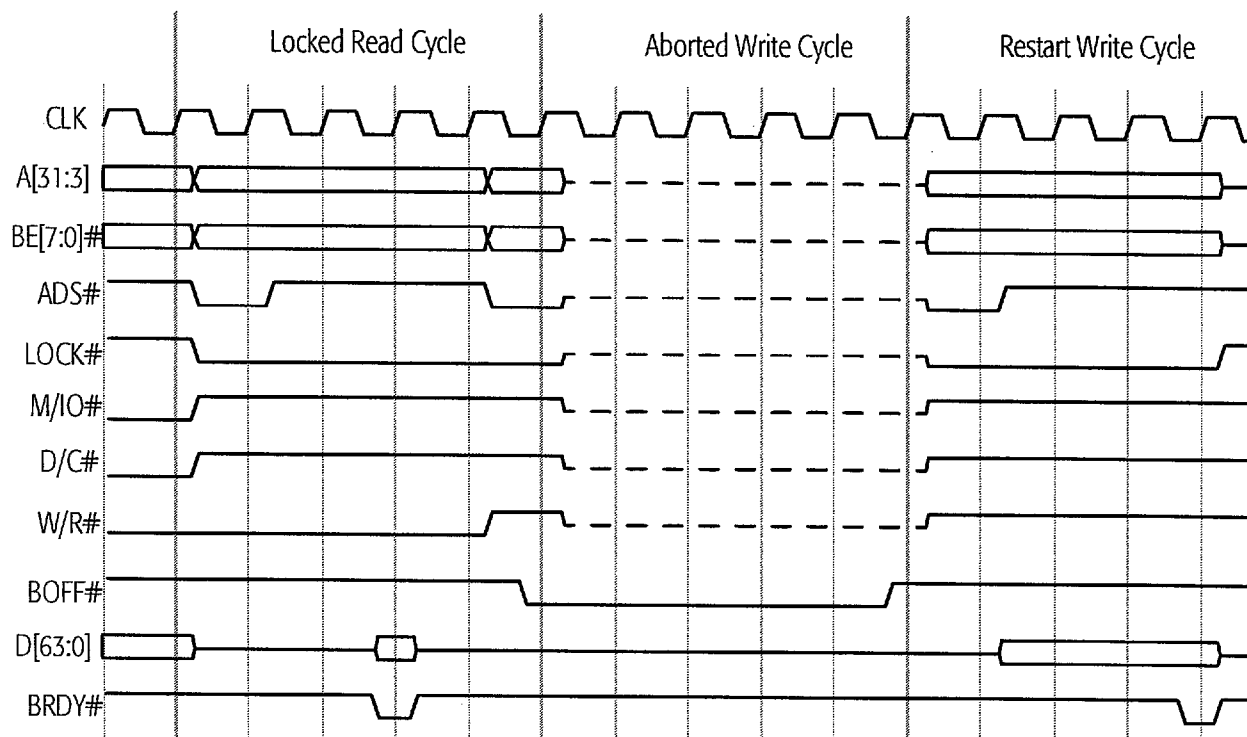 Locked Read Cycle
Aborted Write Cycle
Restart Write Cycle
CLK
A[31:3]
BE[7:0]#
ADS#
LOCK#
M/IO#
D/C#
W/R#
BOFF#
D[63:0]
BRDY#